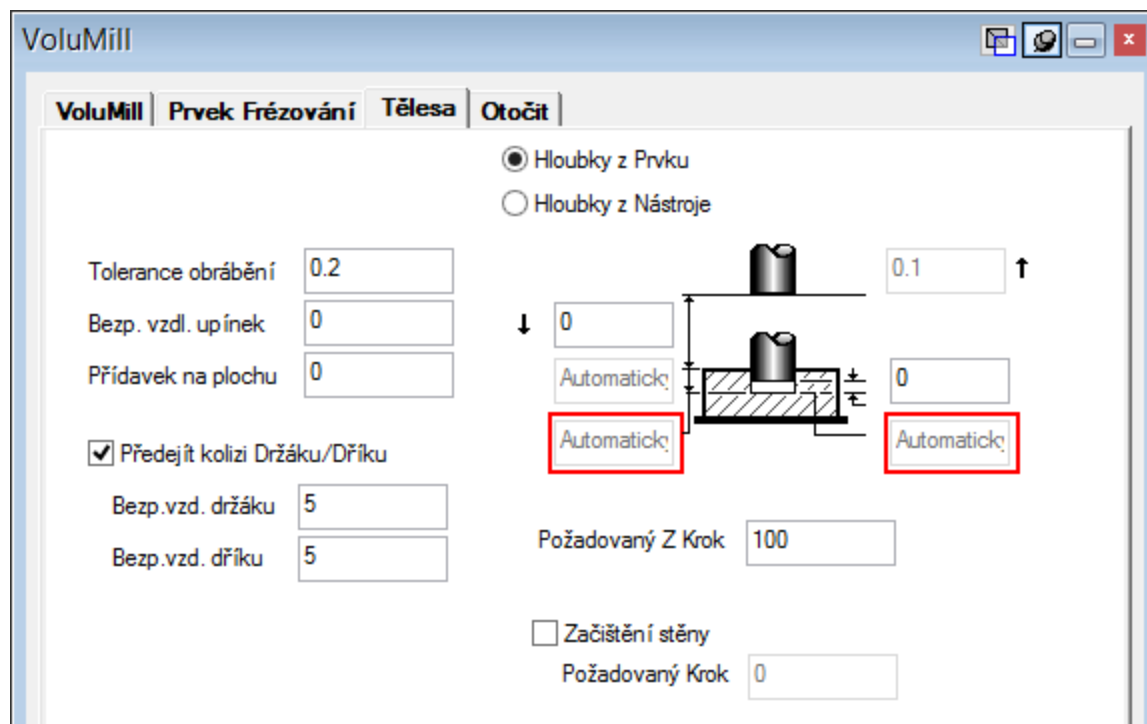 VoluMill
VoluMill Prvek Frézování Tělesa Otočit
Hloubky z Prvku
Hloubky z Nástroje
Tolerance obrábění 0.2
0.1
Bezp. vzdl. upínek 0
0
Přídavek na plochu 0
Automaticky
0
Automaticky
Automaticky
Předejít kolizi Držáku/Dříku
Bezp.vzd. držáku 5
Bezp.vzd. dříku 5
Požadovaný Z Krok 100
Začištění stěny
Požadovaný Krok 0